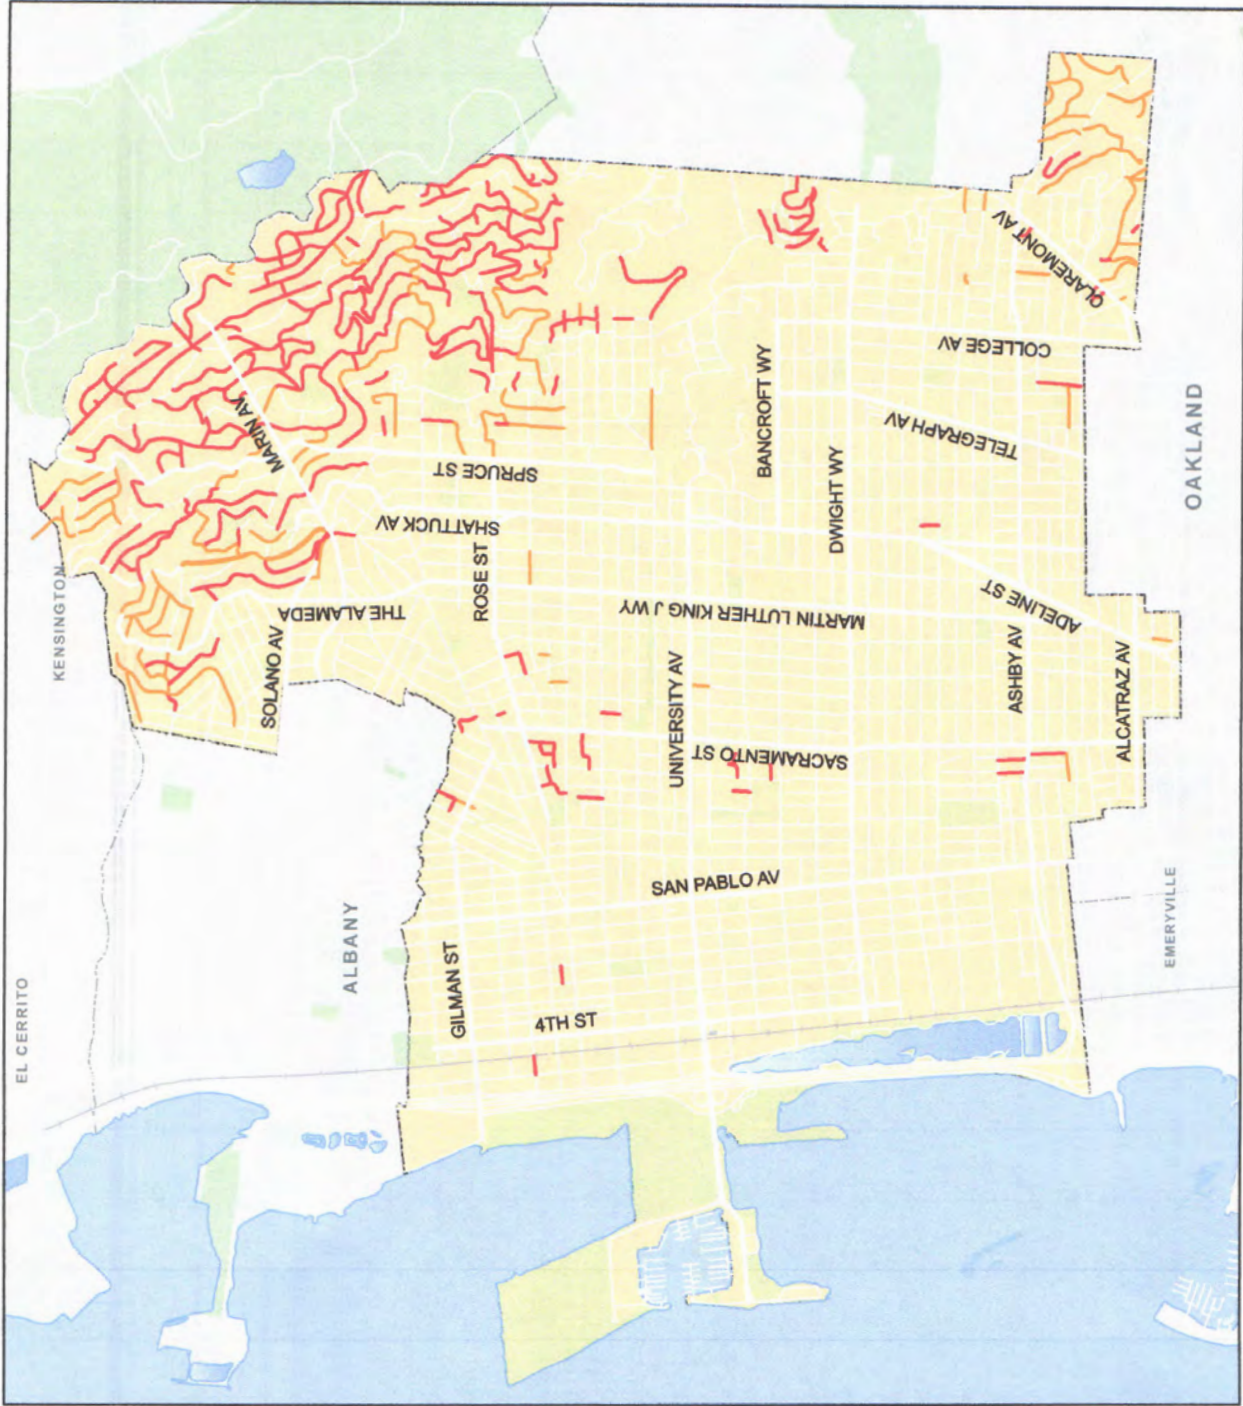 KENSINGTON
EL CERRITO
ALBANY
OAKLAND
EMERYVILLE
MARIN AV
SPRUCE ST
SHATTUCK AV
THE ALAMEDA
SOLANO AV
ROSE ST
MARTIN LUTHER KING J WY
UNIVERSITY AV
SACRAMENTO ST
SAN PABLO AV
GILMAN ST
4TH ST
BANCROFT WY
DWIGHT WY
TELEGRAPH AV
COLLEGE AV
CLAREMONT AV
ADELINE ST
ASHBY AV
ALCATRAZ AV